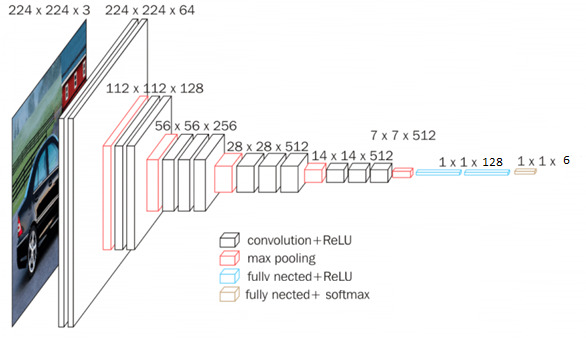 224 x 224 x 3
224 x 224 x 64
112 x 112 x 128
56 x 56 x 256
28 x 28 x 512
14 x 14 x 512
7 x 7 x 512
1 x 1 x 128
1 x 1 x 6
convolution+ReLU
max pooling
fully nected+ReLU
fully nected+ softmax